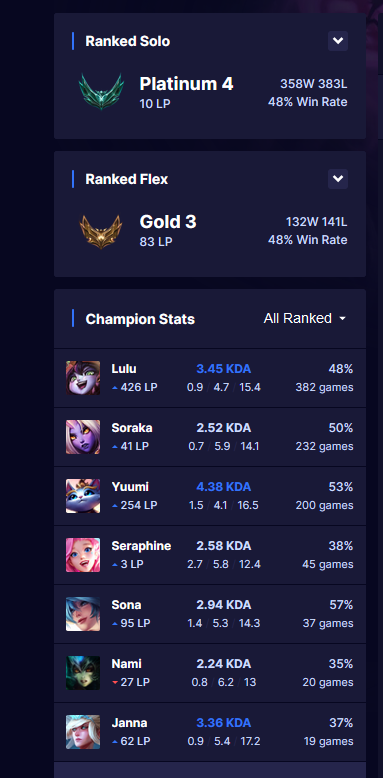 Ranked Solo
Platinum 4 358W 383L
10 LP 48% Win Rate
Ranked Flex
Gold 3 132W 141L
83 LP 48% Win Rate
Champion Stats All Ranked
Lulu 3.45 KDA 48%
426 LP 0.9 / 4.7 / 15.4 382 games
Soraka 2.52 KDA 50%
41 LP 0.7 / 5.9 / 14.1 232 games
Yuumi 4.38 KDA 53%
254 LP 1.5 / 4.1 / 16.5 200 games
Seraphine 2.58 KDA 38%
3 LP 2.7 / 5.8 / 12.4 45 games
Sona 2.94 KDA 57%
95 LP 1.4 / 5.3 / 14.3 37 games
Nami 2.24 KDA 35%
27 LP 0.8 / 6.2 / 13 20 games
Janna 3.36 KDA 37%
62 LP 0.9 / 5.4 / 17.2 19 games